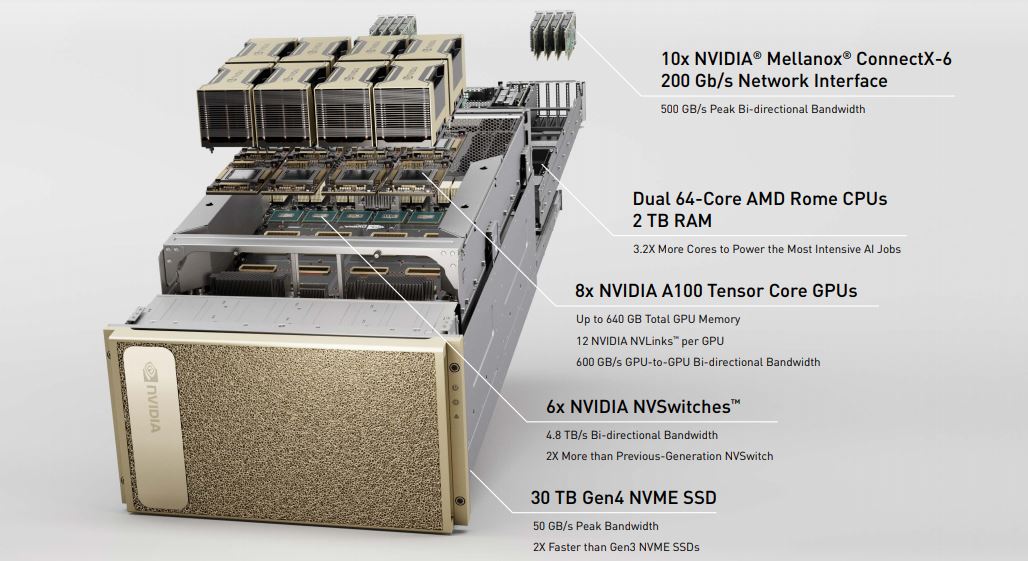 10x NVIDIA® Mellanox® ConnectX-6
200 Gb/s Network Interface
500 GB/s Peak Bi-directional Bandwidth
Dual 64-Core AMD Rome CPUs
2 TB RAM
3.2X More Cores to Power the Most Intensive AI Jobs
8x NVIDIA A100 Tensor Core GPUs
Up to 640 GB Total GPU Memory
12 NVIDIA NVLinks™ per GPU
600 GB/s GPU-to-GPU Bi-directional Bandwidth
6x NVIDIA NVSwitches™
4.8 TB/s Bi-directional Bandwidth
2X More than Previous-Generation NVSwitch
30 TB Gen4 NVME SSD
50 GB/s Peak Bandwidth
2X Faster than Gen3 NVME SSDs
NVIDIA